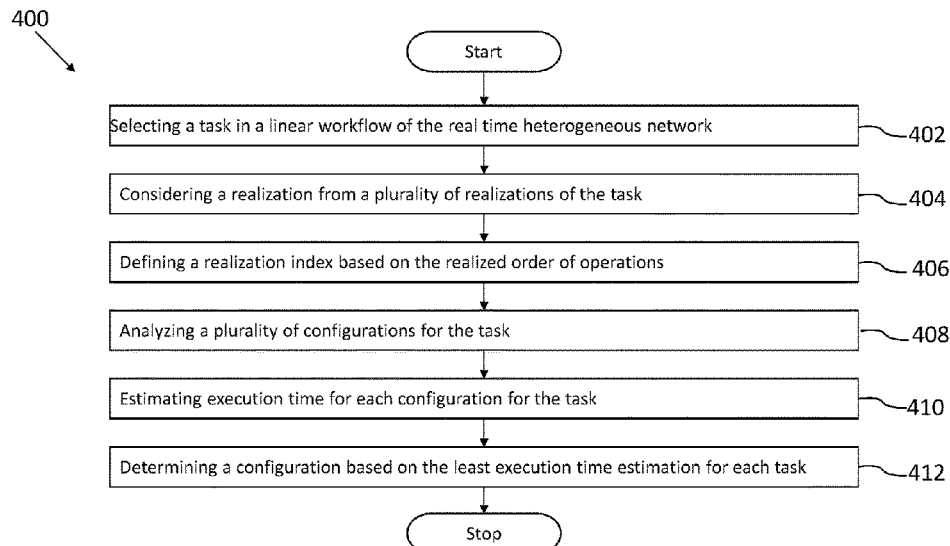 400
Start
Selecting a task in a linear workflow of the real time heterogeneous network
402
Considering a realization from a plurality of realizations of the task
404
Defining a realization index based on the realized order of operations
406
Analyzing a plurality of configurations for the task
408
Estimating execution time for each configuration for the task
410
Determining a configuration based on the least execution time estimation for each task
412
Stop